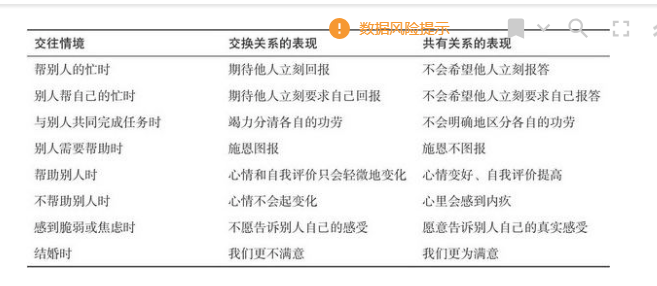 数据风险提示
交往情境 交换关系的表现 共有关系的表现
帮别人的忙时 期待他人立刻回报 不会希望他人立刻报答
别人帮自己的忙时 期待他人立刻要求自己回报 不会希望他人立刻要求自己报答
与别人共同完成任务时 竭力分清各自的功劳 不会明确地区分各自的功劳
别人需要帮助时 施恩图报 施恩不图报
帮助别人时 心情和自我评价只会轻微地变化 心情变好、自我评价提高
不帮助别人时 心情不会起变化 心里会感到内疚
感到脆弱或焦虑时 不愿告诉别人自己的感受 愿意告诉别人自己的真实感受
结婚时 我们更不满意 我们更为满意